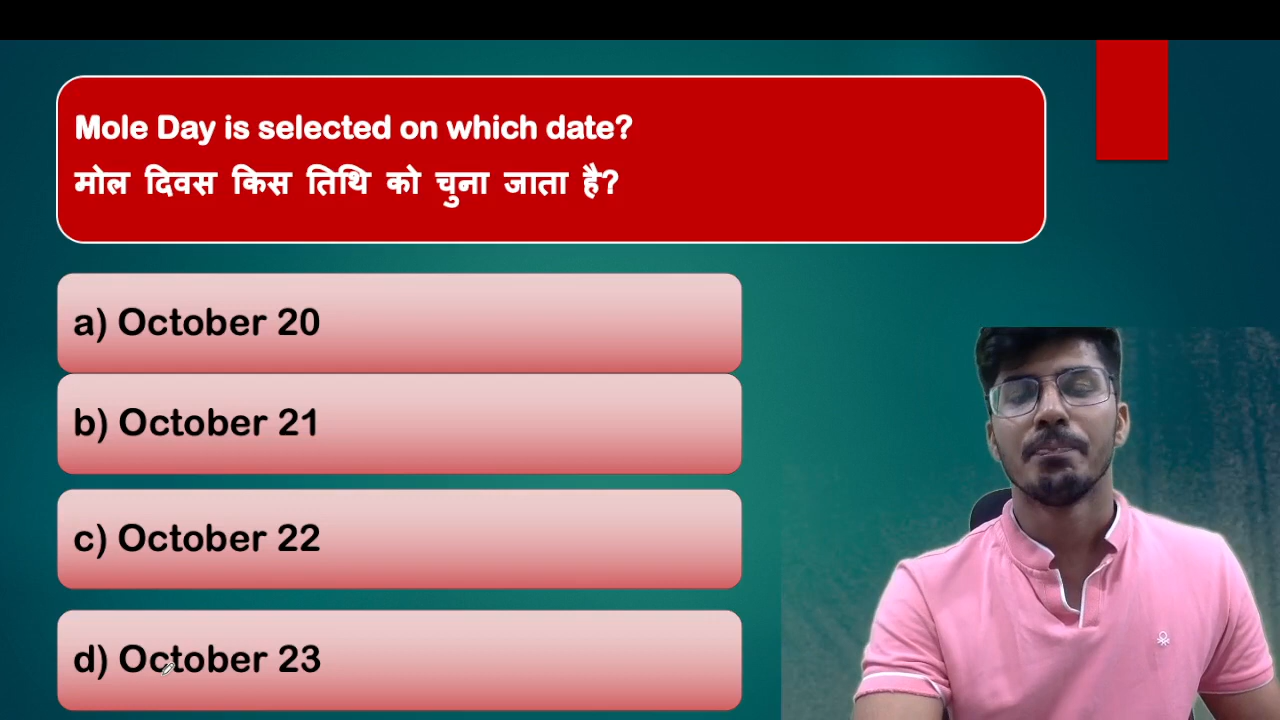 Mole Day is selected on which date?
मोल दिवस किस तिथि को चुना जाता है?
a) October 20
b) October 21
c) October 22
d) October 23